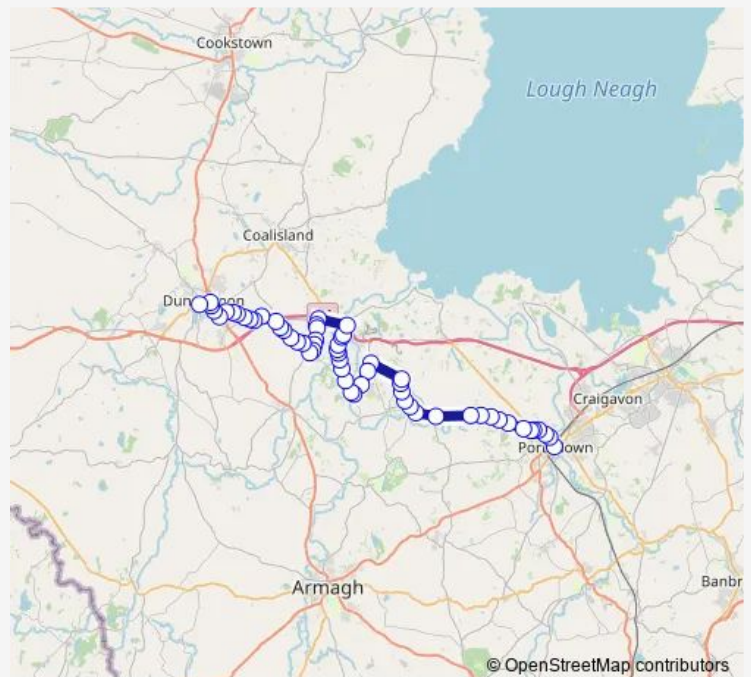 Cookstown
Lough Neagh
Coalisland
Craigavon
Armagh
Banbr
© OpenStreetMap contributors